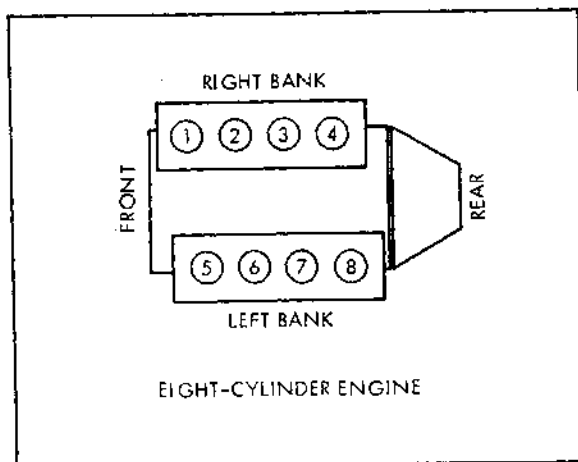 RIGHT BANK
1 2 3 4
FRONT
REAR
5 6 7 8
LEFT BANK
EIGHT-CYLINDER ENGINE